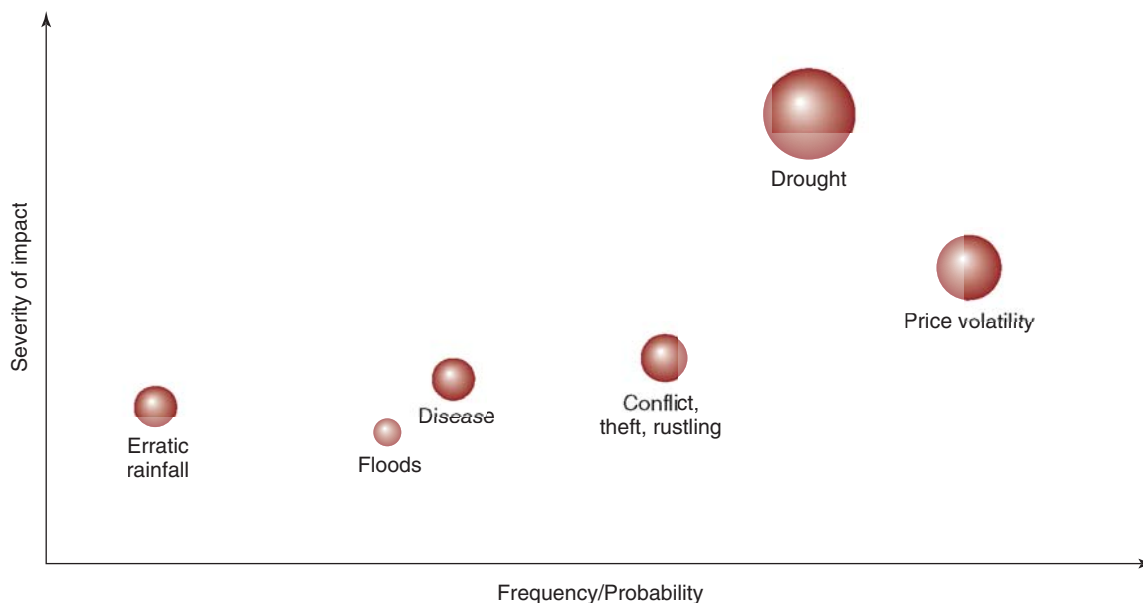 Severity of impact
Drought
Price volatility
Conflict,
theft, rustling
Disease
Erratic
rainfall
Floods
Frequency/Probability